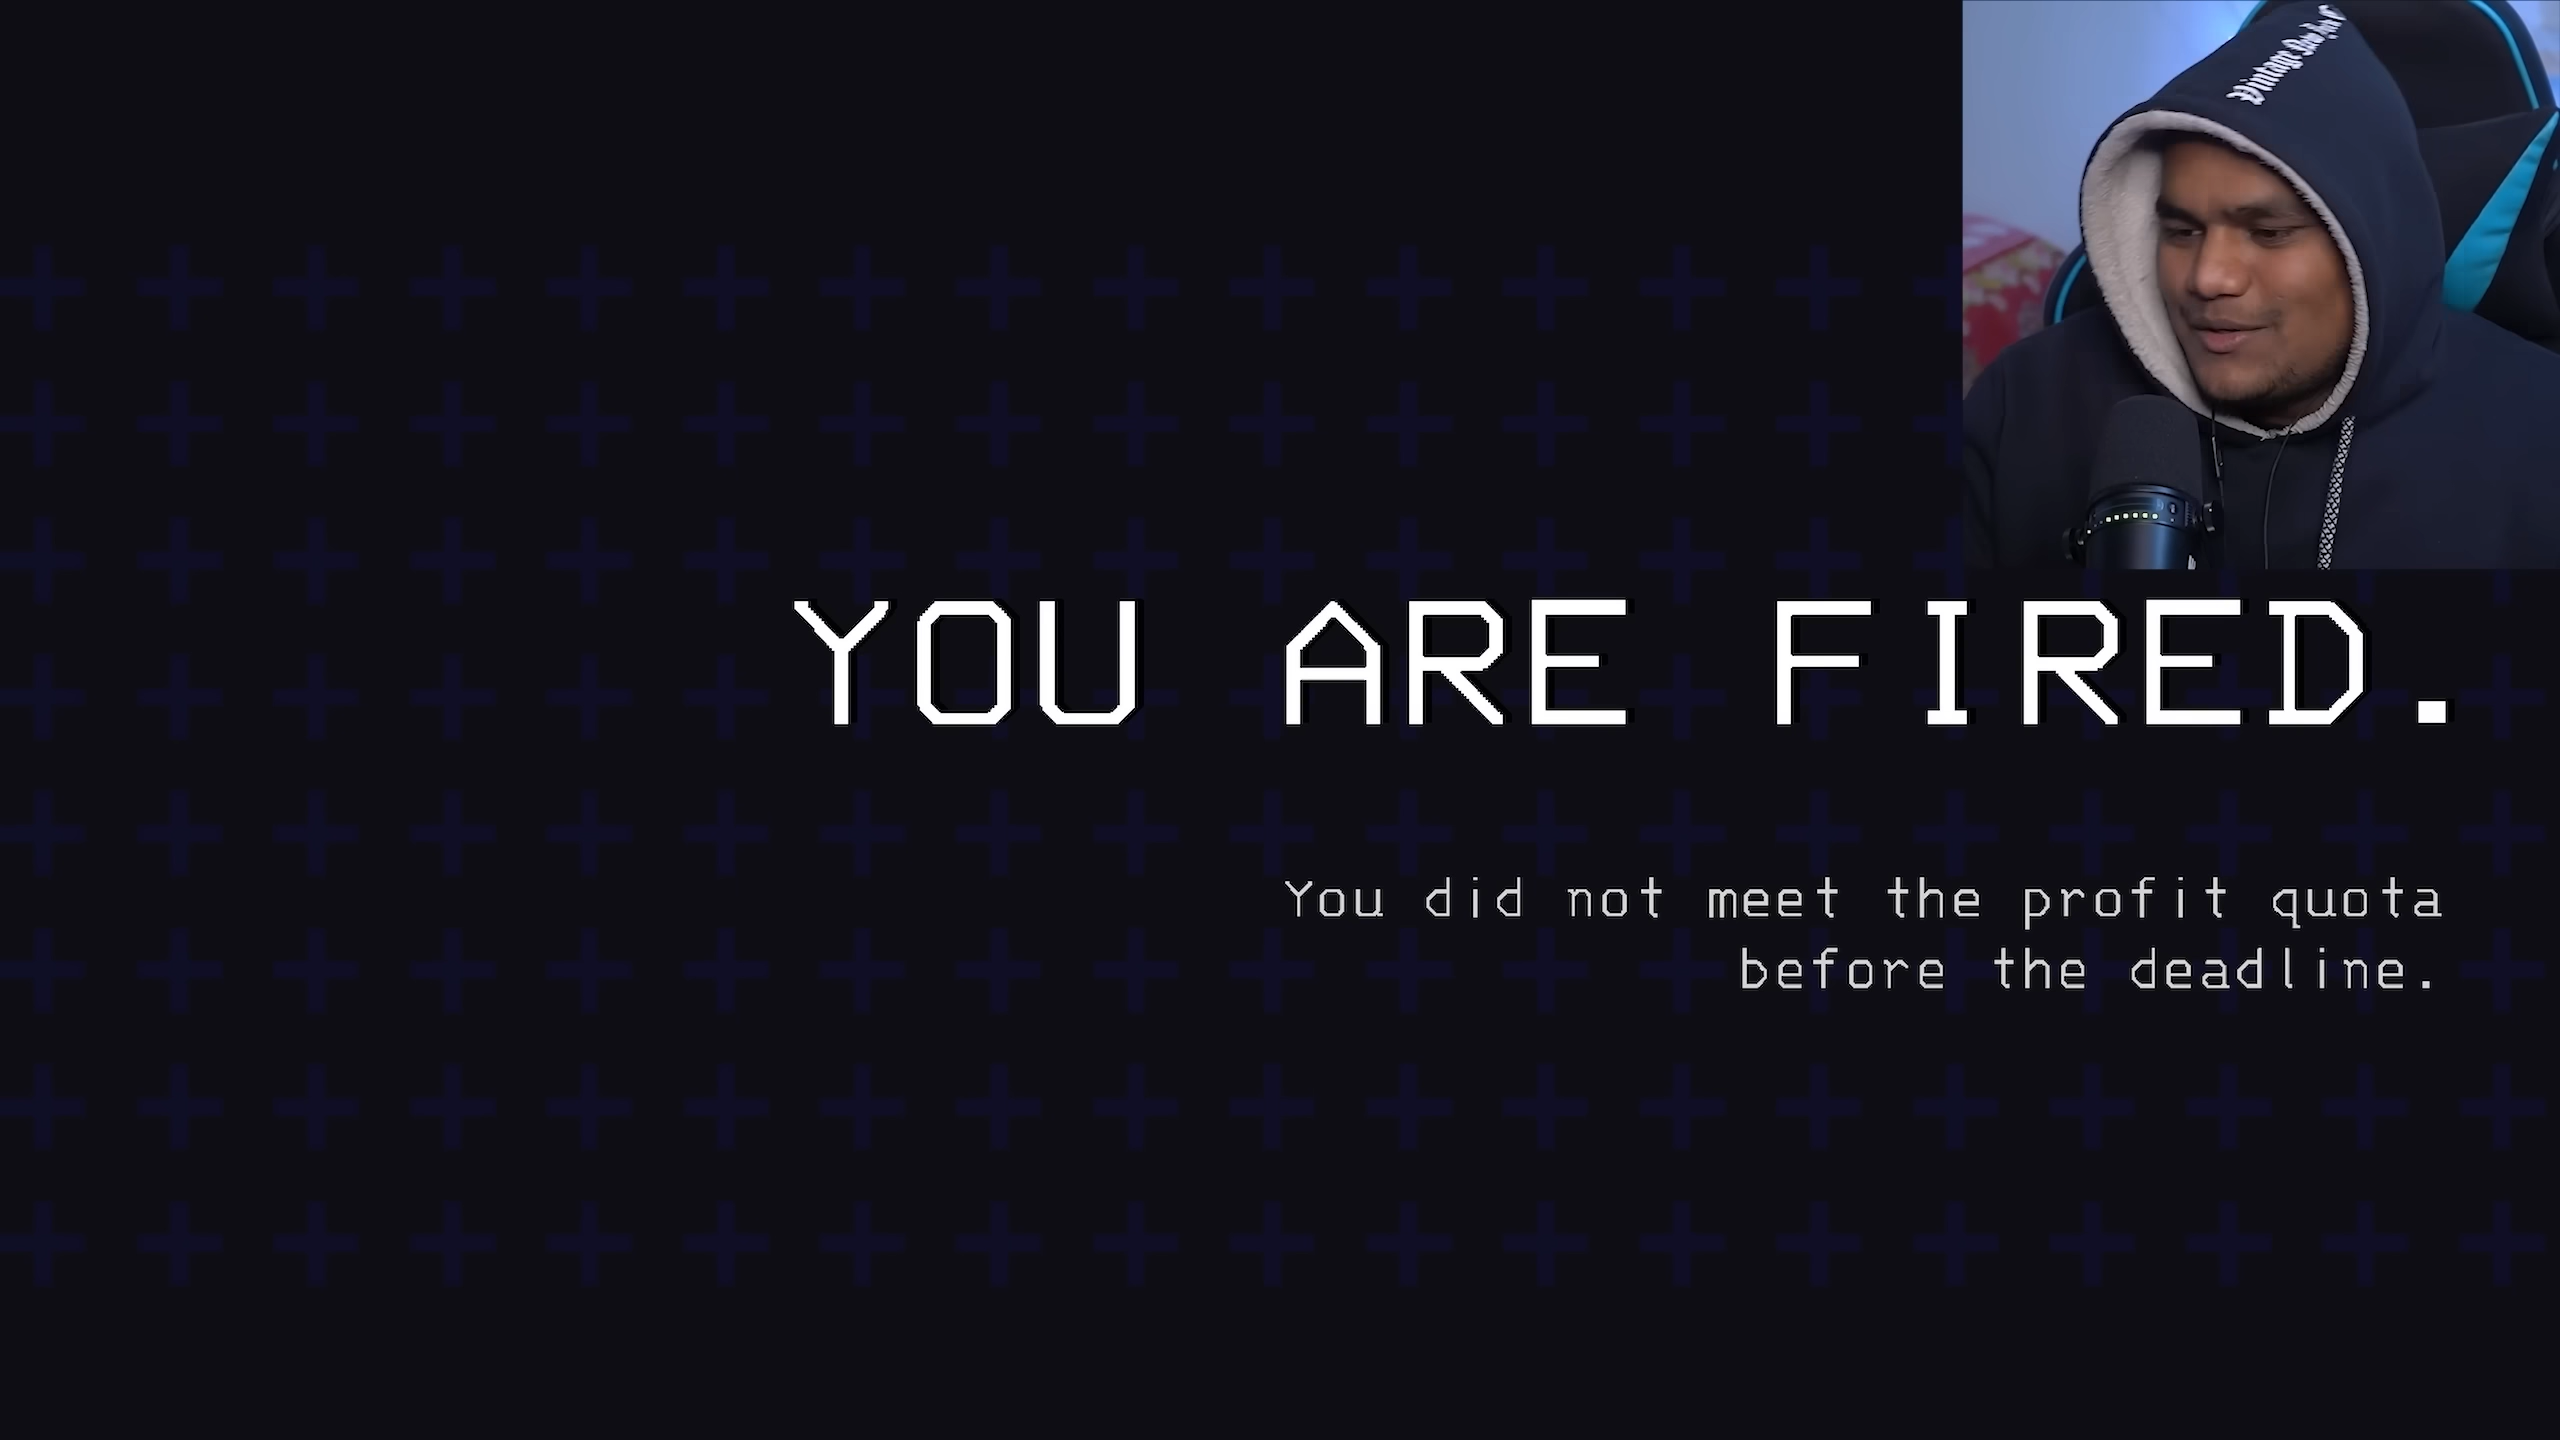 YOU ARE FIRED.
You did not meet the profit quota
before the deadline.